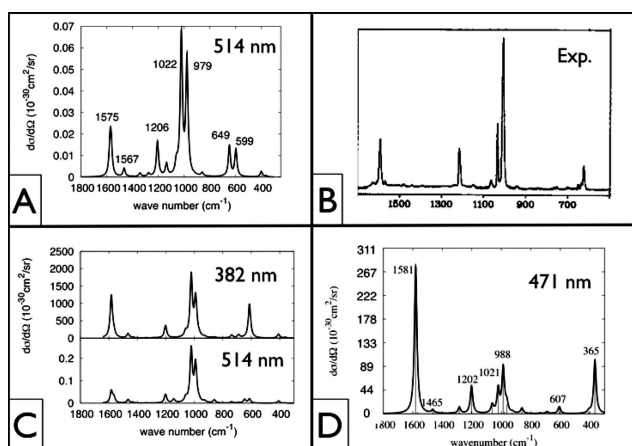 0.07
0.06
0.05
0.04
0.03
0.02
0.01
0
dσ/dΩ (10⁻³⁰cm²/sr)
514 nm
1022
979
1575
1567
1206
649
599
1800 1600 1400 1200 1000 800 600 400
wave number (cm⁻¹)
A
Exp.
1500 1300 1100 900 700
B
2500
2000
1500
1000
500
0
382 nm
0.2
0.1
0
514 nm
dσ/dΩ (10⁻³⁰cm²/sr)
1800 1600 1400 1200 1000 800 600 400
wave number (cm⁻¹)
C
311
267
222
178
133
89
44
0
dσ/dΩ (10⁻³⁰cm²/sr)
471 nm
1581
1465
1202
1021
988
607
365
1800 1600 1400 1200 1000 800 600 400
wavenumber (cm⁻¹)
D